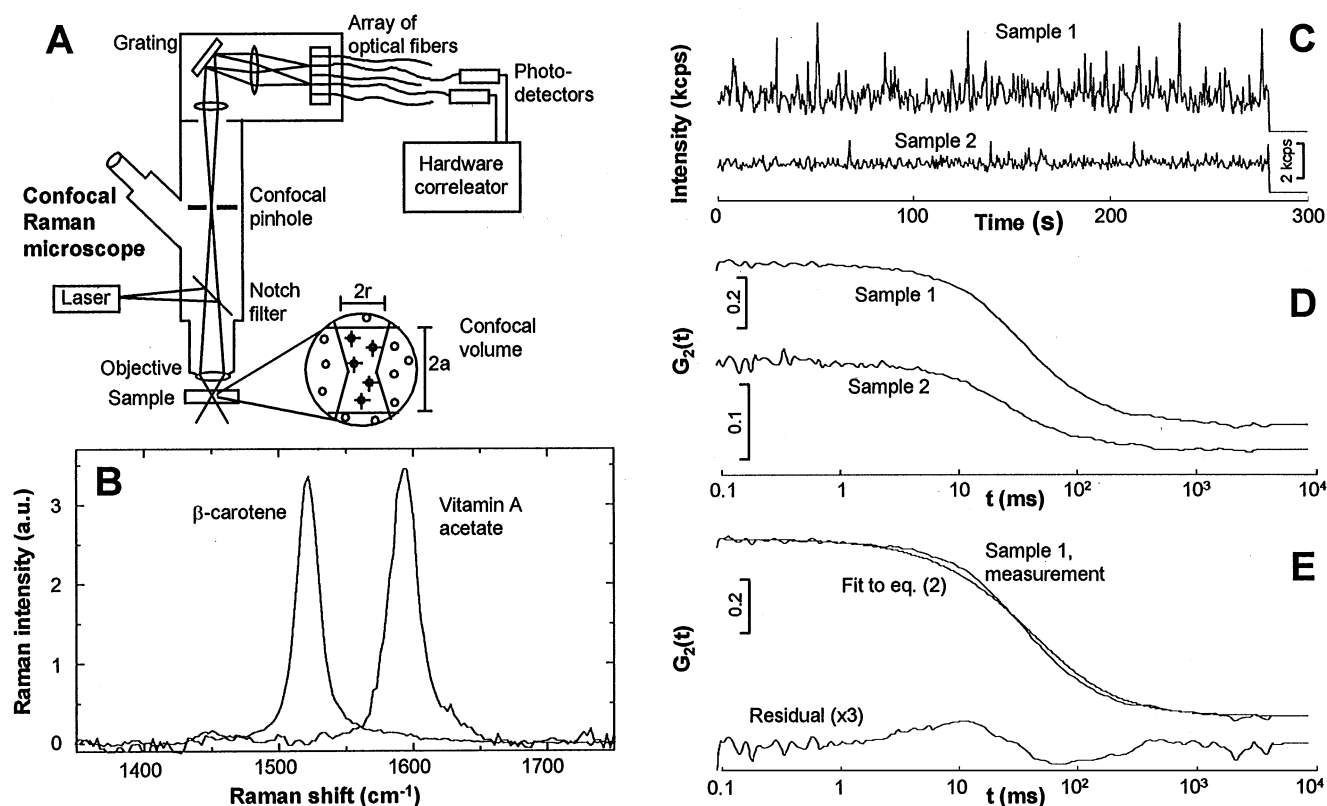 A
Grating
Array of
optical fibers
Photo-
detectors
Hardware
correleator
Confocal
Raman
microscope
Confocal
pinhole
Laser
Notch
filter
2r
Confocal
volume
2a
Objective
Sample
B
Raman intensity (a.u.)
3
2
1
0
β-carotene
Vitamin A
acetate
1400
1500
1600
1700
Raman shift (cm-1)
C
Intensity (kcps)
Sample 1
Sample 2
2 kcps
0
100
200
300
Time (s)
D
G2(t)
0.2
Sample 1
Sample 2
0.1
0.1
1
10
10²
10³
10⁴
t (ms)
E
G2(t)
0.2
Sample 1,
measurement
Fit to eq. (2)
Residual (x3)
0.1
1
10
10²
10³
10⁴
t (ms)